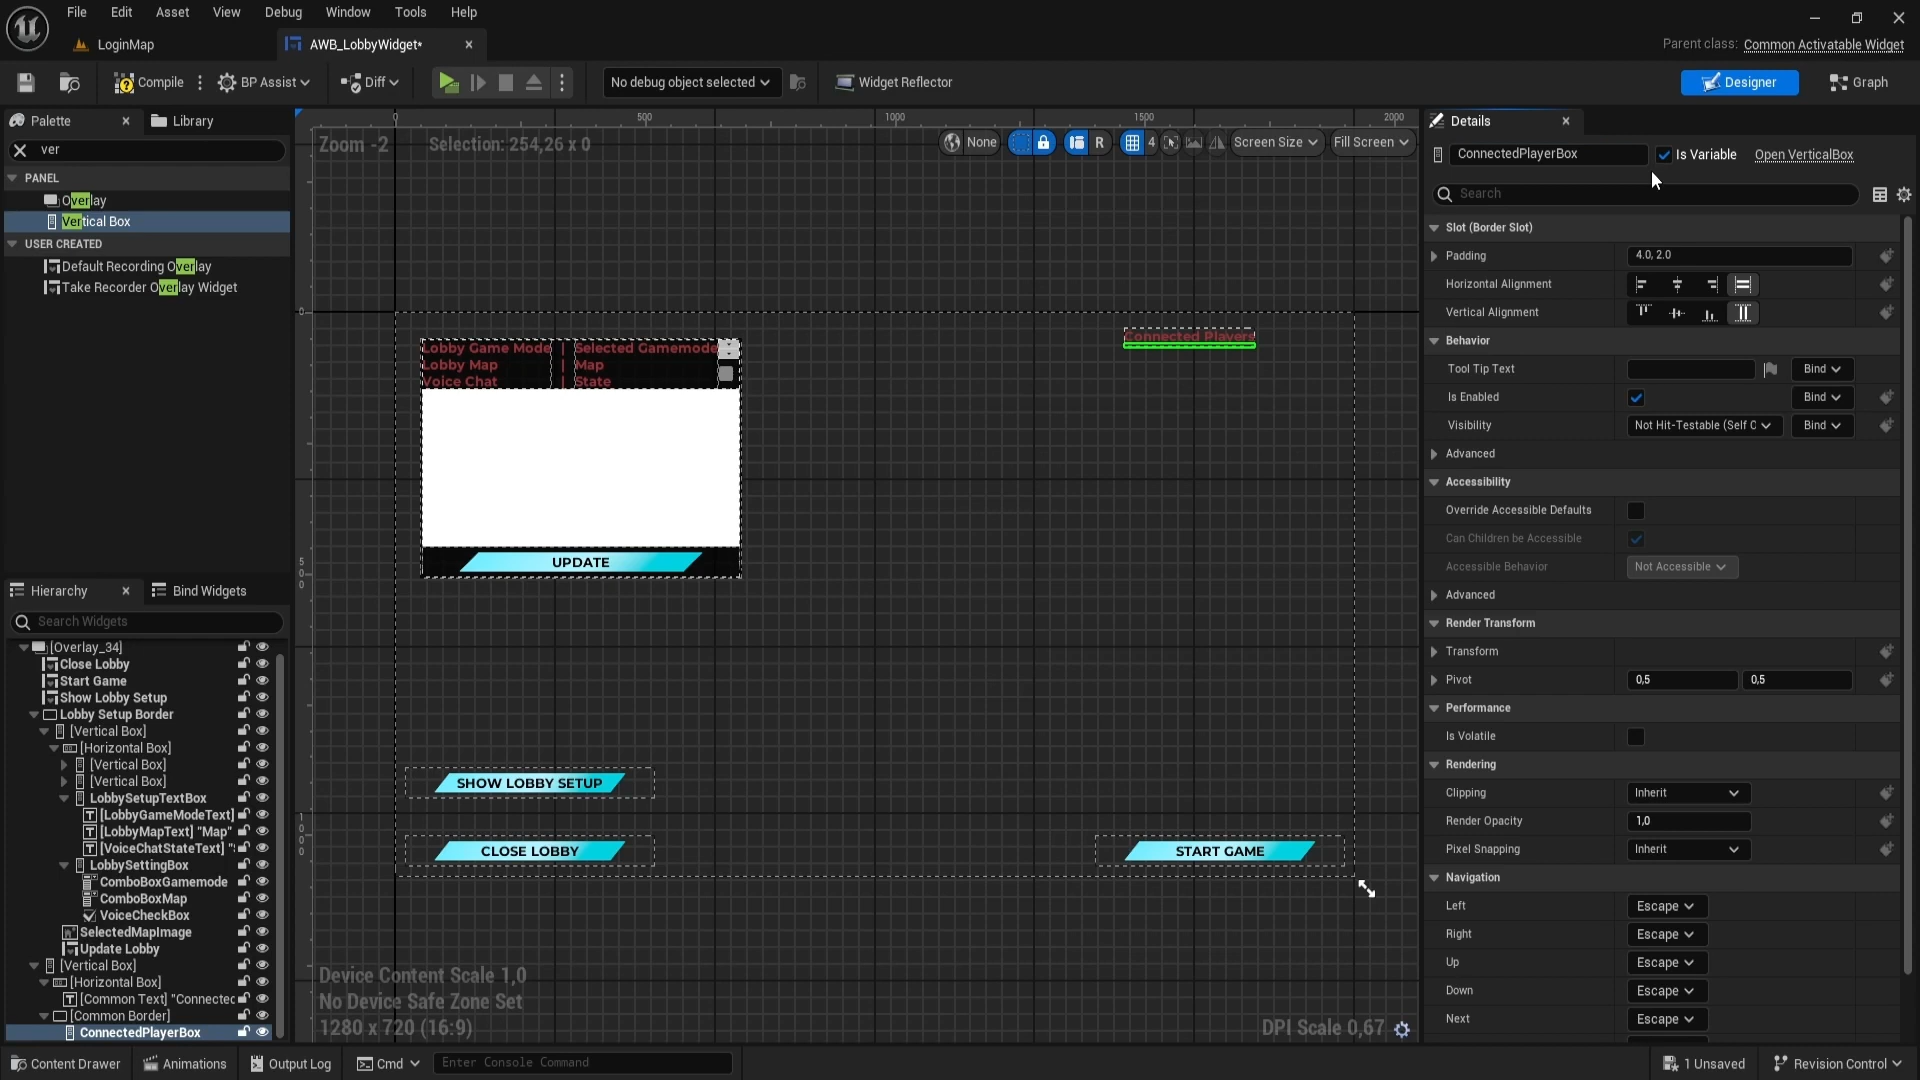 File Edit Asset View Debug Window Tools Help
LoginMap
AWB_LobbyWidget*
Parent class: Common Activatable Widget
Compile
BP Assist
Diff
No debug object selected
Widget Reflector
Designer
Graph
Palette
Library
ver
PANEL
Overlay
Vertical Box
USER CREATED
Default Recording Overlay
Take Recorder Overlay Widget
Hierarchy
Bind Widgets
Search Widgets
[Overlay_34]
Close Lobby
Start Game
Show Lobby Setup
Lobby Setup Border
[Vertical Box]
[Horizontal Box]
[Vertical Box]
[Vertical Box]
LobbySetupTextBox
[LobbyGameModeText]
[LobbyMapText] "Map"
[VoiceChatStateText] "
LobbySettingBox
ComboBoxGamemode
ComboBoxMap
VoiceCheckBox
SelectedMapImage
Update Lobby
[Vertical Box]
[Horizontal Box]
[Common Text] "Connected
[Common Border]
ConnectedPlayerBox
0 500 1000 1500 2000
Zoom -2
Selection: 254,26 x 0
None
R
4
Screen Size
Fill Screen
0
500
1000
Lobby Game Mode | Selected Gamemode
Lobby Map | Map
Voice Chat | State
UPDATE
Connected Players
SHOW LOBBY SETUP
CLOSE LOBBY
START GAME
Device Content Scale 1,0
No Device Safe Zone Set
1280 x 720 (16:9)
DPI Scale 0,67
Details
ConnectedPlayerBox
Is Variable
Open VerticalBox
Search
Slot (Border Slot)
Padding 4.0, 2.0
Horizontal Alignment
Vertical Alignment
Behavior
Tool Tip Text Bind
Is Enabled Bind
Visibility Not Hit-Testable (Self C Bind
Advanced
Accessibility
Override Accessible Defaults
Can Children be Accessible
Accessible Behavior Not Accessible
Advanced
Render Transform
Transform
Pivot 0,5 0,5
Performance
Is Volatile
Rendering
Clipping Inherit
Render Opacity 1,0
Pixel Snapping Inherit
Navigation
Left Escape
Right Escape
Up Escape
Down Escape
Next Escape
Content Drawer
Animations
Output Log
Cmd
Enter Console Command
1 Unsaved
Revision Control